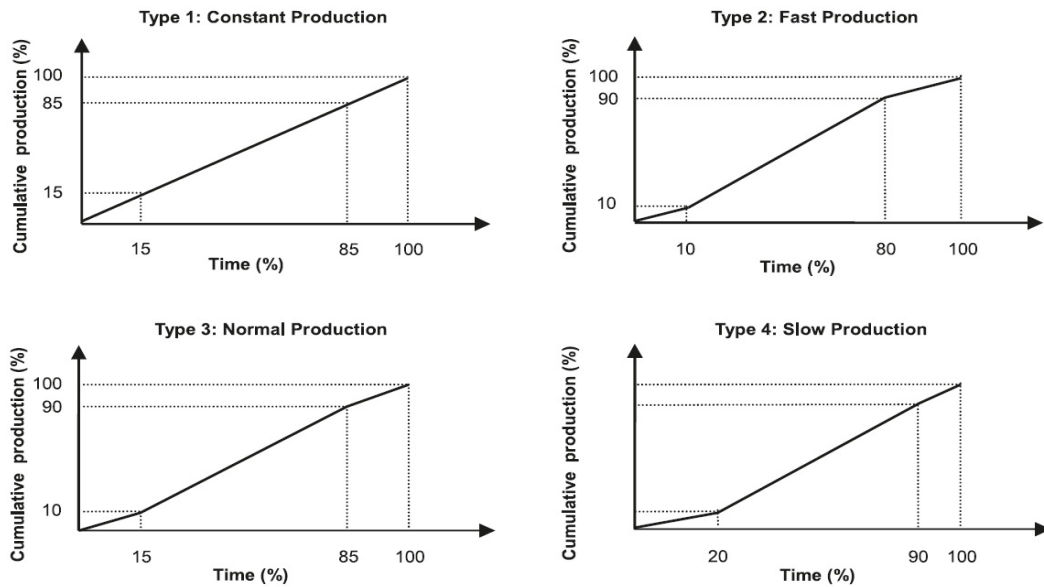 Type 1: Constant Production
Cumulative production (%)
100
85
15
15
85
100
Time (%)
Type 2: Fast Production
Cumulative production (%)
100
90
10
10
80
100
Time (%)
Type 3: Normal Production
Cumulative production (%)
100
90
10
15
85
100
Time (%)
Type 4: Slow Production
Cumulative production (%)
20
90
100
Time (%)